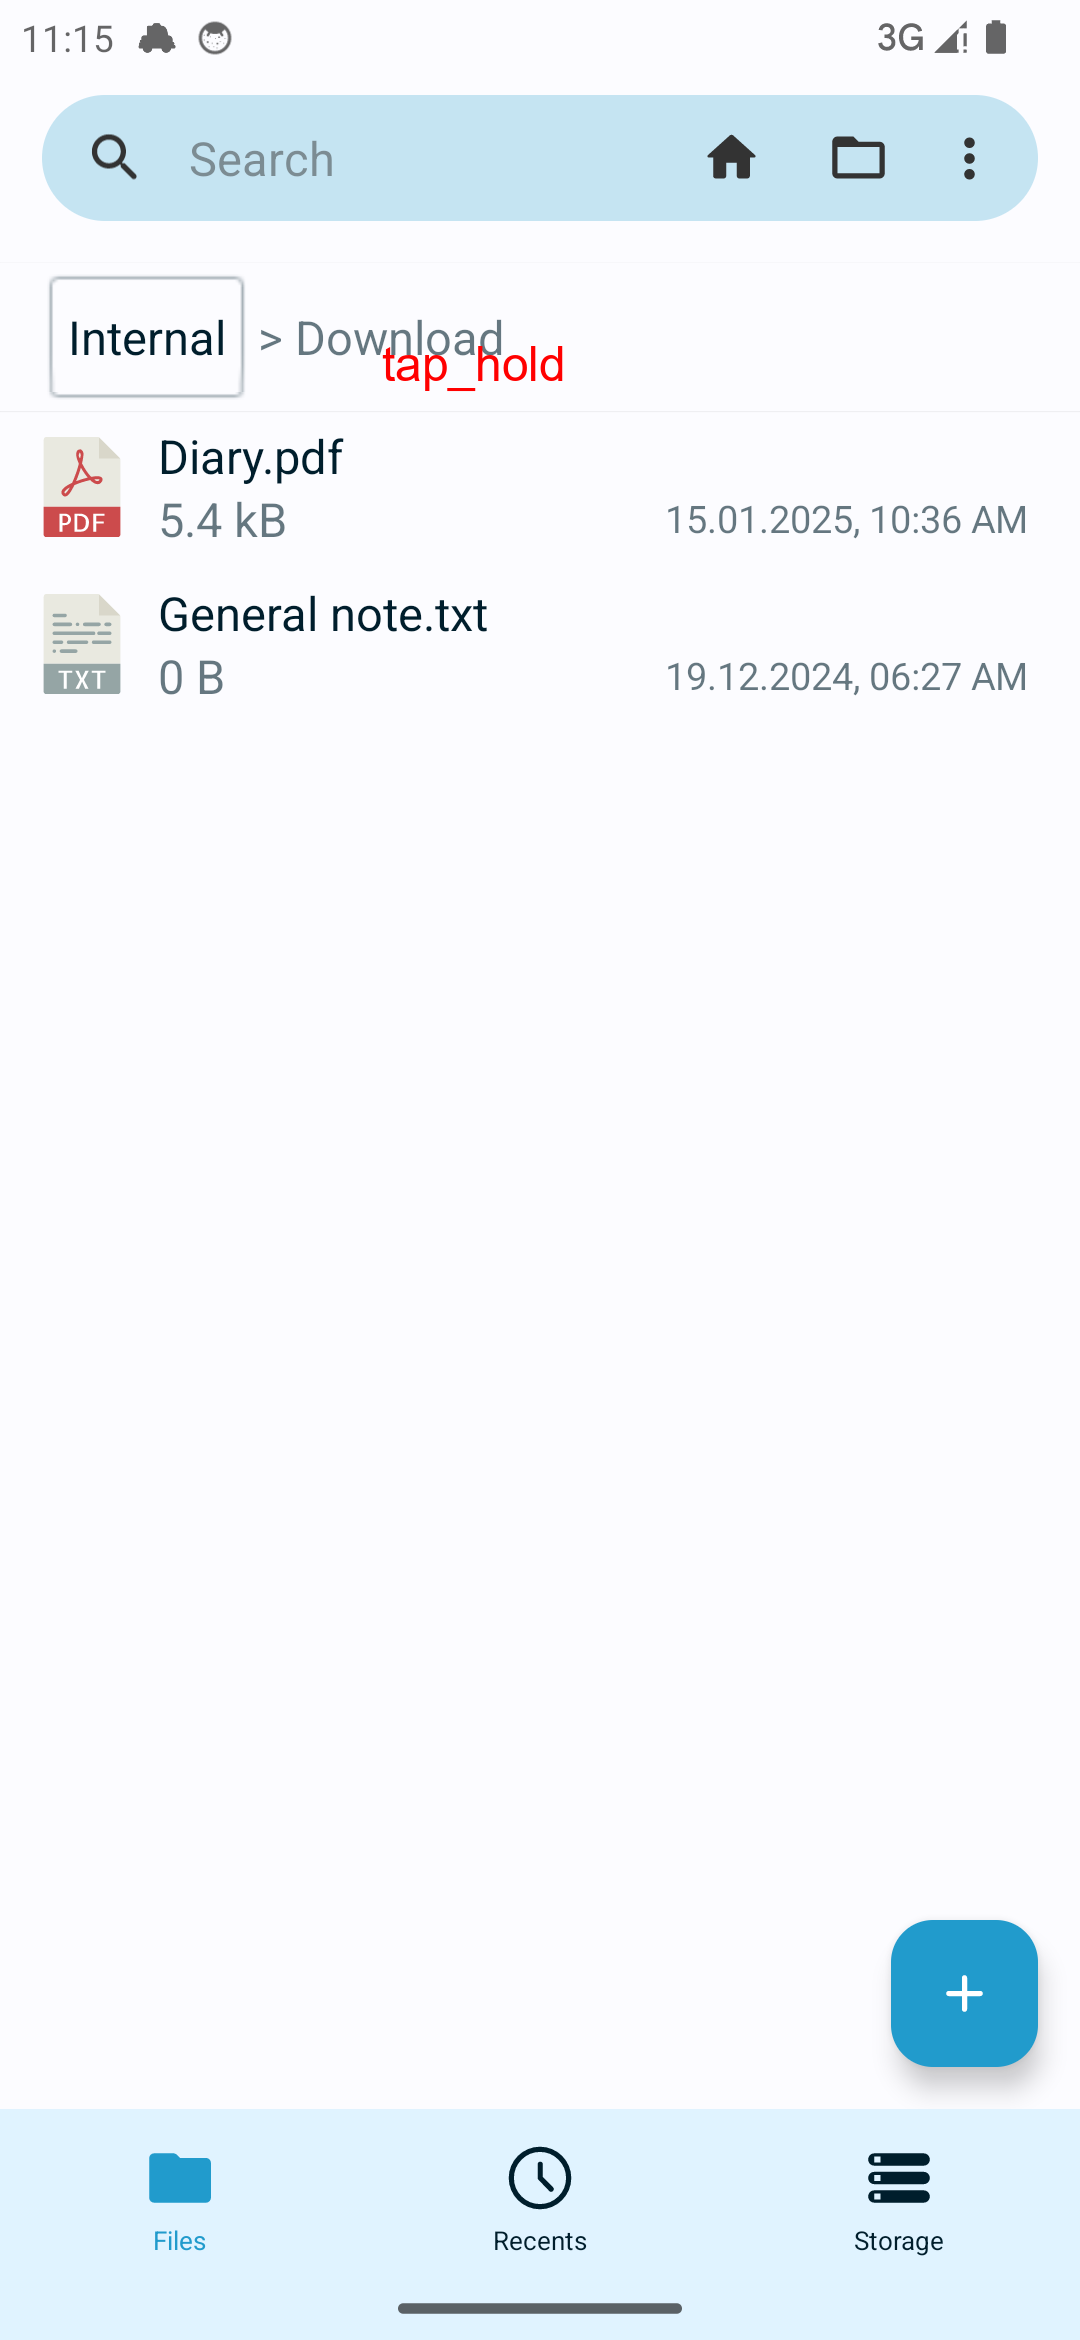 11:15
3G
Search
Internal > Download
tap_hold
Diary.pdf
PDF
5.4 kB
15.01.2025, 10:36 AM
General note.txt
TXT
0 B
19.12.2024, 06:27 AM
+
Files
Recents
Storage